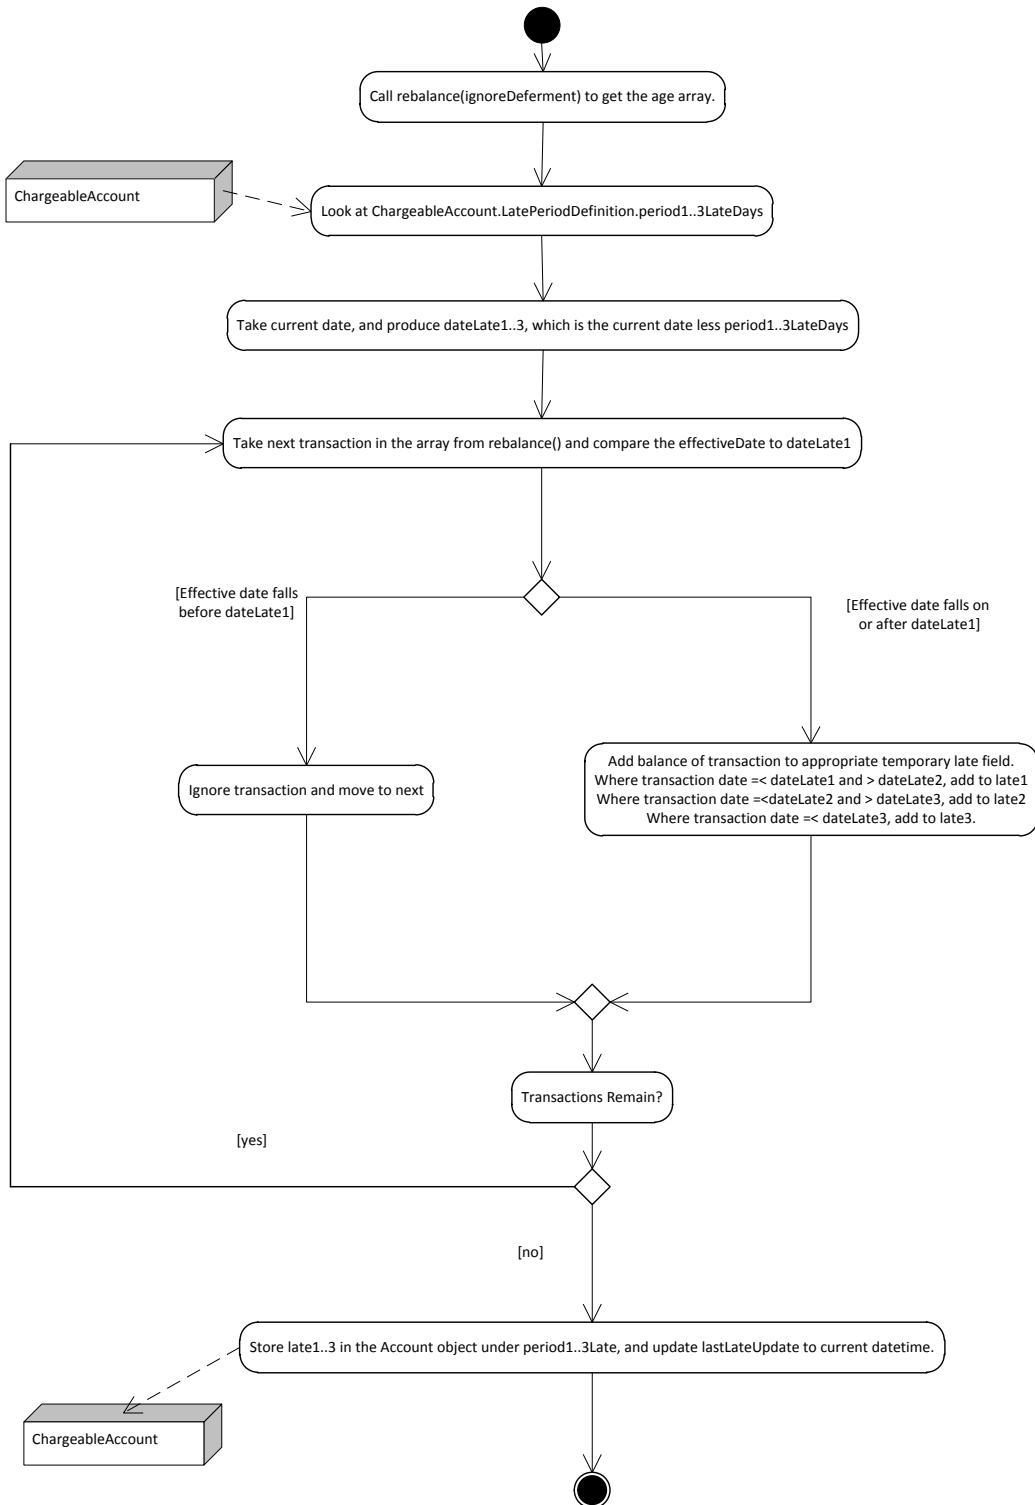 Call rebalance(ignoreDeferment) to get the age array.
ChargeableAccount
Look at ChargeableAccount.LatePeriodDefinition.period1..3LateDays
Take current date, and produce dateLate1..3, which is the current date less period1..3LateDays
Take next transaction in the array from rebalance() and compare the effectiveDate to dateLate1
[Effective date falls
before dateLate1]
[Effective date falls on
or after dateLate1]
Ignore transaction and move to next
Add balance of transaction to appropriate temporary late field.
Where transaction date =< dateLate1 and > dateLate2, add to late1
Where transaction date =<dateLate2 and > dateLate3, add to late2
Where transaction date =< dateLate3, add to late3.
Transactions Remain?
[yes]
[no]
Store late1..3 in the Account object under period1..3Late, and update lastLateUpdate to current datetime.
ChargeableAccount